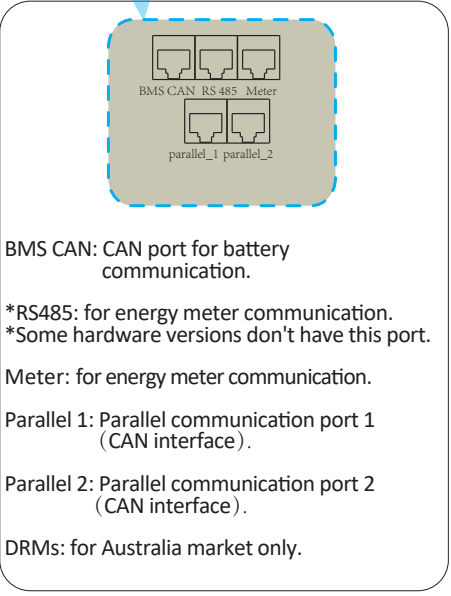 BMS CAN RS 485 Meter
parallel_1 parallel_2
BMS CAN: CAN port for battery
communication.
*RS485: for energy meter communication.
*Some hardware versions don't have this port.
Meter: for energy meter communication.
Parallel 1: Parallel communication port 1
（CAN interface）.
Parallel 2: Parallel communication port 2
（CAN interface）.
DRMs: for Australia market only.